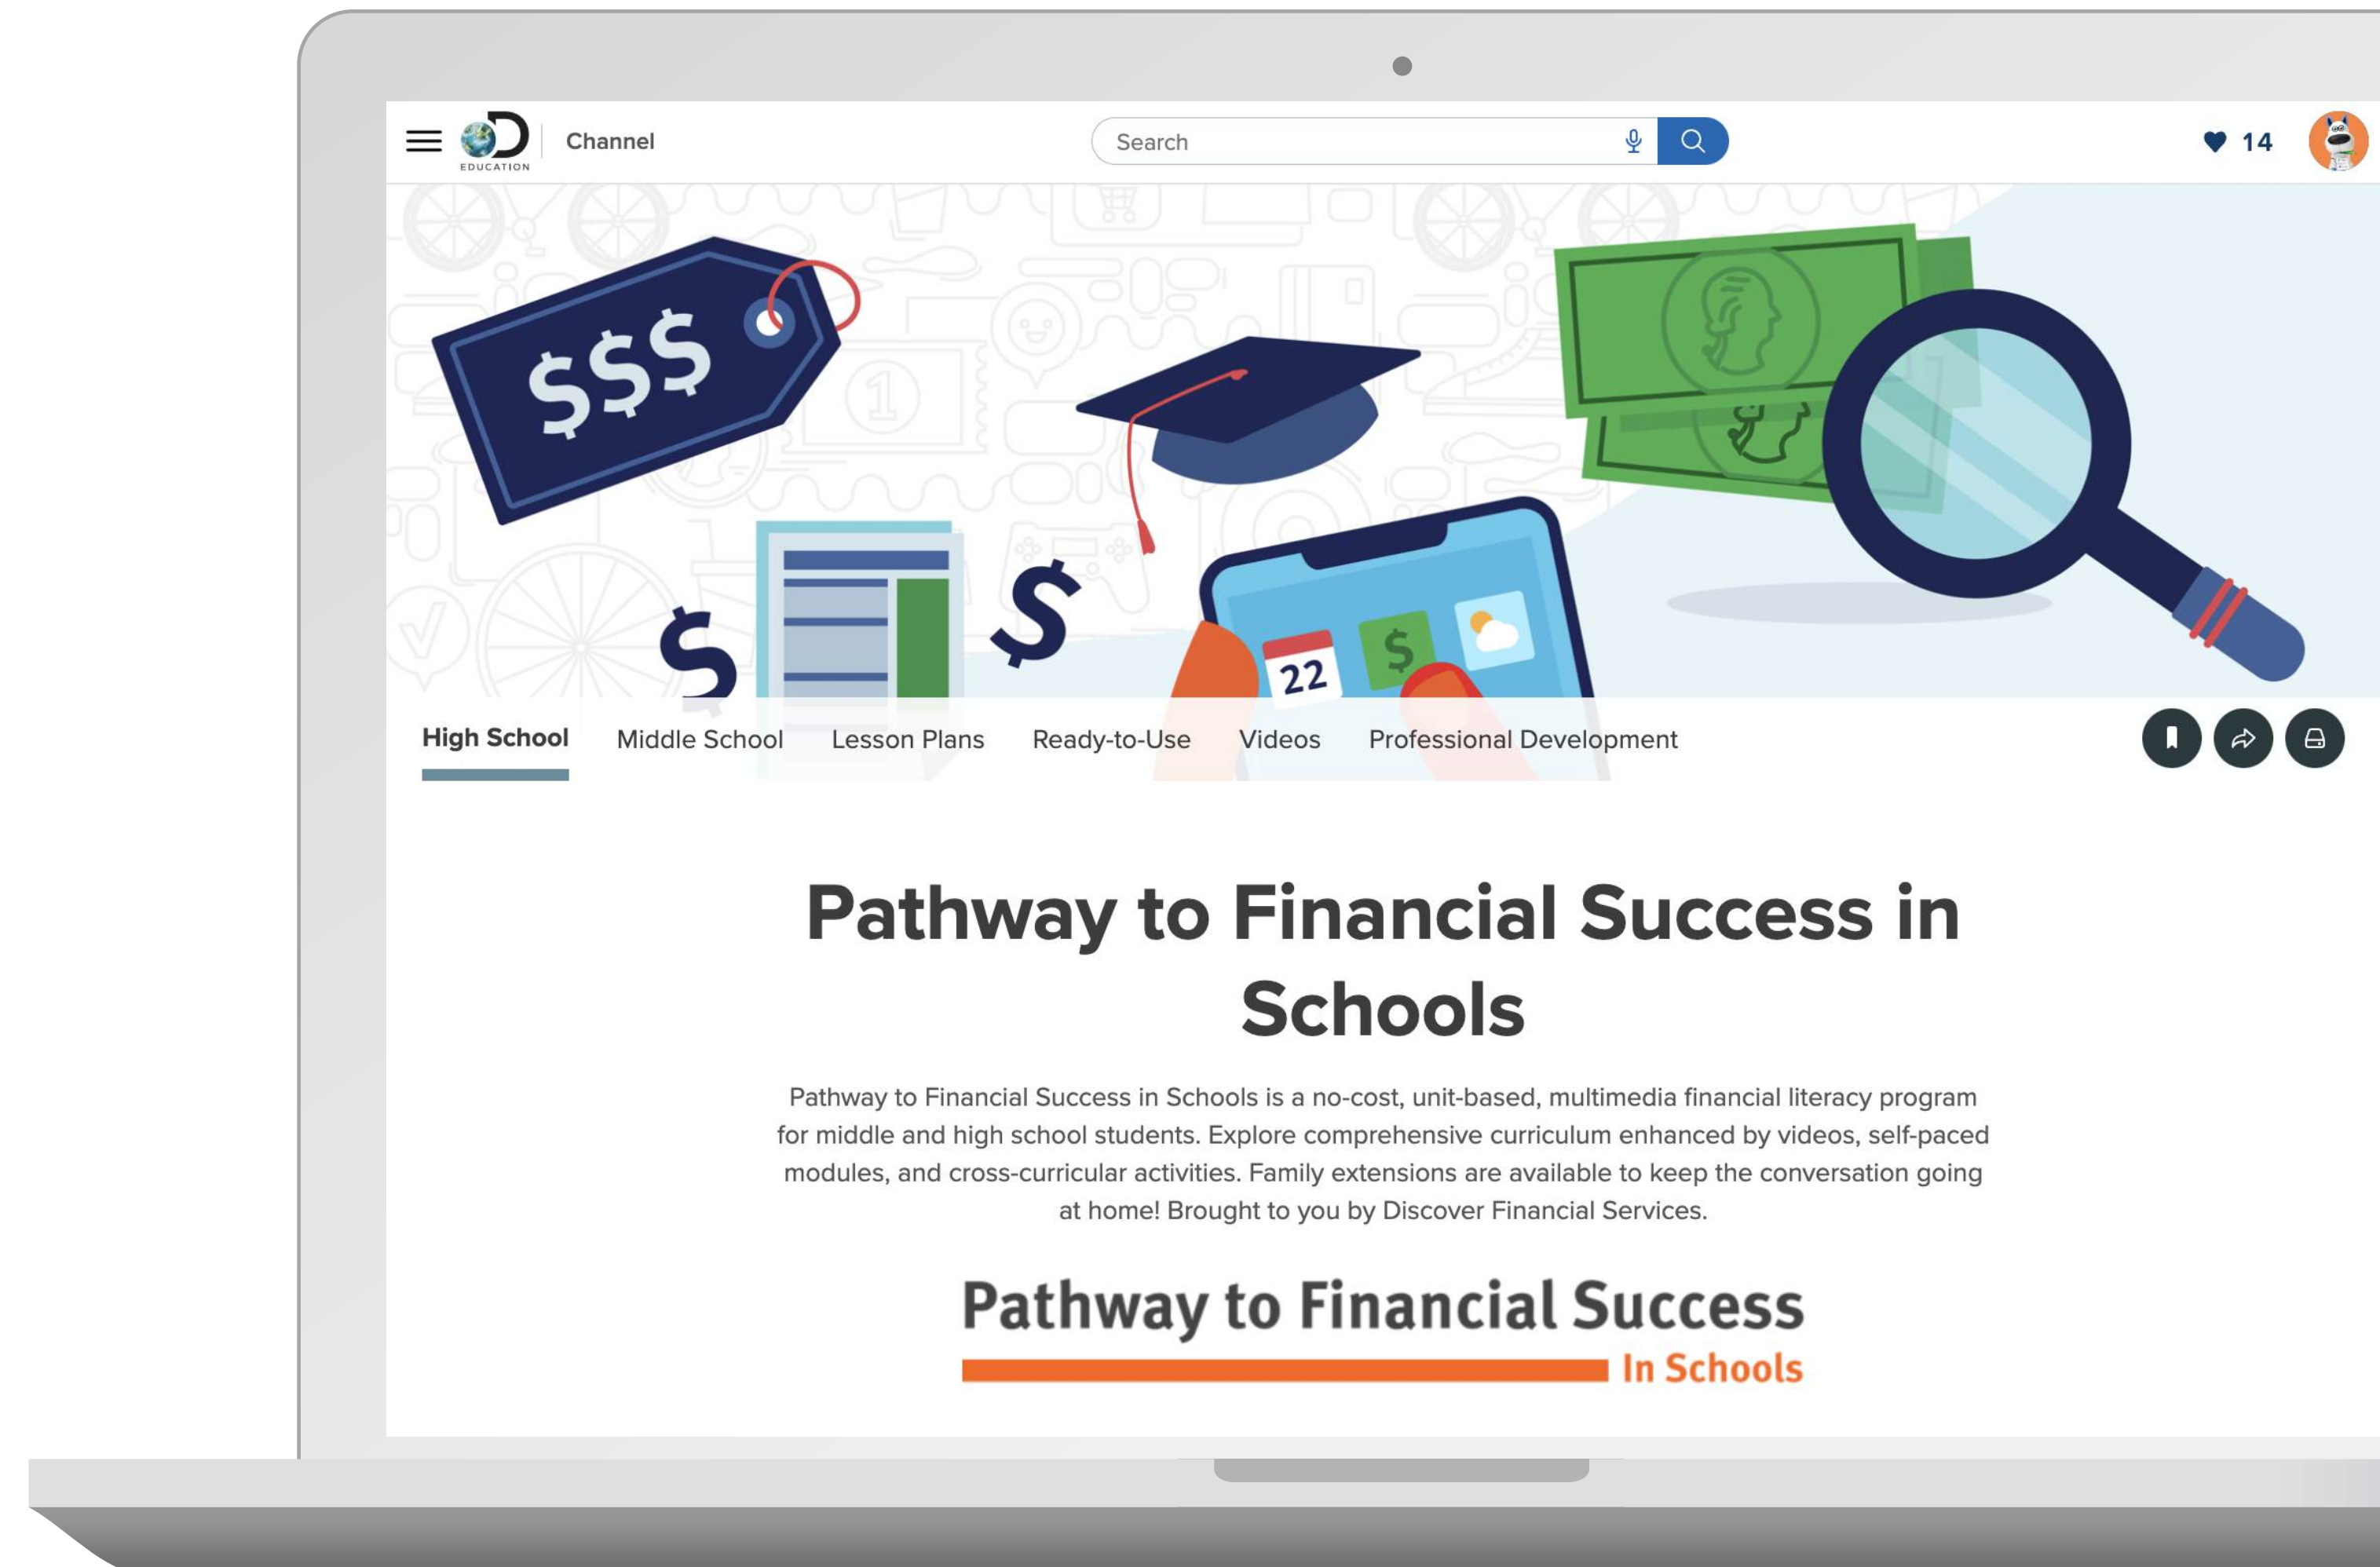 EDUCATION
Channel
Search
14
$$$
1
$
$
22
$
High School
Middle School
Lesson Plans
Ready-to-Use
Videos
Professional Development
Pathway to Financial Success in
Schools
Pathway to Financial Success in Schools is a no-cost, unit-based, multimedia financial literacy program
for middle and high school students. Explore comprehensive curriculum enhanced by videos, self-paced
modules, and cross-curricular activities. Family extensions are available to keep the conversation going
at home! Brought to you by Discover Financial Services.
Pathway to Financial Success
In Schools